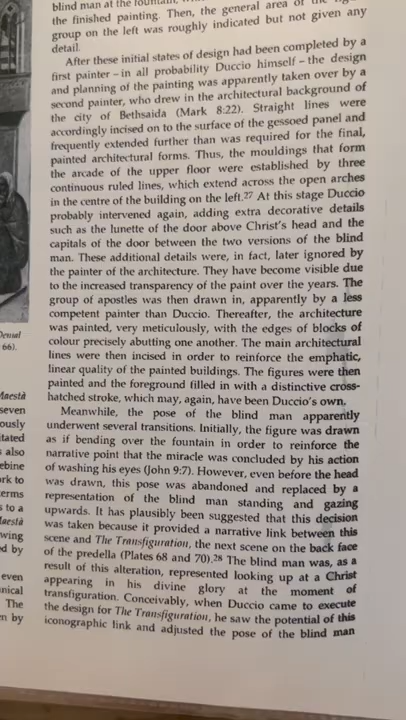 blind man at the fountain,
the finished painting. Then, the general area of the
group on the left was roughly indicated but not given any
detail.
After these initial states of design had been completed by a
first painter – in all probability Duccio himself – the design
and planning of the painting was apparently taken over by a
second painter, who drew in the architectural background of
the city of Bethsaida (Mark 8:22). Straight lines were
accordingly incised on to the surface of the gessoed panel and
frequently extended further than was required for the final,
painted architectural forms. Thus, the mouldings that form
the arcade of the upper floor were established by three
continuous ruled lines, which extend across the open arches
in the centre of the building on the left.27 At this stage Duccio
probably intervened again, adding extra decorative details
such as the lunette of the door above Christ's head and the
capitals of the door between the two versions of the blind
man. These additional details were, in fact, later ignored by
the painter of the architecture. They have become visible due
to the increased transparency of the paint over the years. The
group of apostles was then drawn in, apparently by a less
competent painter than Duccio. Thereafter, the architecture
was painted, very meticulously, with the edges of blocks of
colour precisely abutting one another. The main architectural
lines were then incised in order to reinforce the emphatic,
linear quality of the painted buildings. The figures were then
painted and the foreground filled in with a distinctive cross-
hatched stroke, which may, again, have been Duccio's own.
Meanwhile, the pose of the blind man apparently
underwent several transitions. Initially, the figure was drawn
as if bending over the fountain in order to reinforce the
narrative point that the miracle was concluded by his action
of washing his eyes (John 9:7). However, even before the head
was drawn, this pose was abandoned and replaced by a
representation of the blind man standing and gazing
upwards. It has plausibly been suggested that this decision
was taken because it provided a narrative link between this
scene and The Transfiguration, the next scene on the back face
of the predella (Plates 68 and 70).28 The blind man was, as a
result of this alteration, represented looking up at a Christ
appearing in his divine glory at the moment of
transfiguration. Conceivably, when Duccio came to execute
the design for The Transfiguration, he saw the potential of this
iconographic link and adjusted the pose of the blind man
66).
Maestà
seven
also
to a
Maestà
even
The
by